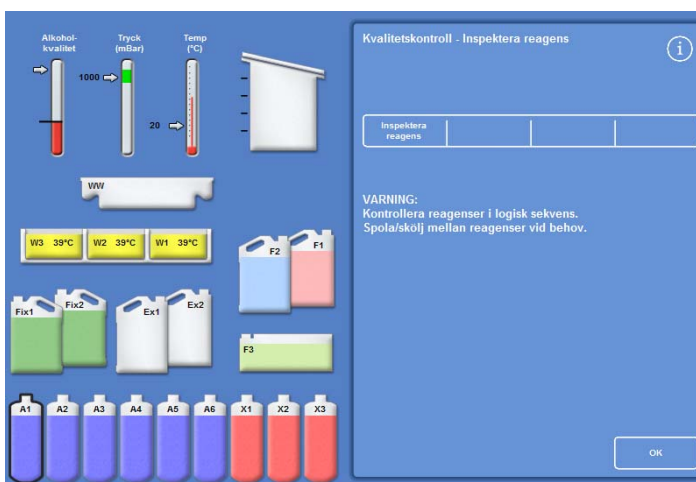 Alkohol-
kvalitet
Tryck
(mBar)
Temp
(°C)
1000
20
WW
W3 39°C
W2 39°C
W1 39°C
F2
F1
Fix1
Fix2
Ex1
Ex2
F3
A1
A2
A3
A4
A5
A6
X1
X2
X3
Kvalitetskontroll - Inspektera reagens
i
Inspektera
reagens
VARNING:
Kontrollera reagenser i logisk sekvens.
Spola/skölj mellan reagenser vid behov.
OK